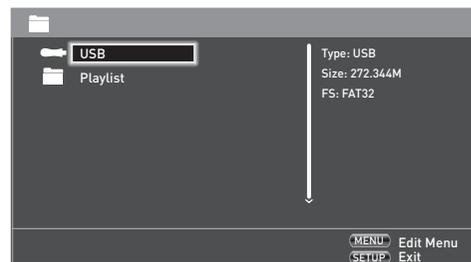 USB
Playlist
Type: USB
Size: 272.344M
FS: FAT32
MENU Edit Menu
SETUP Exit